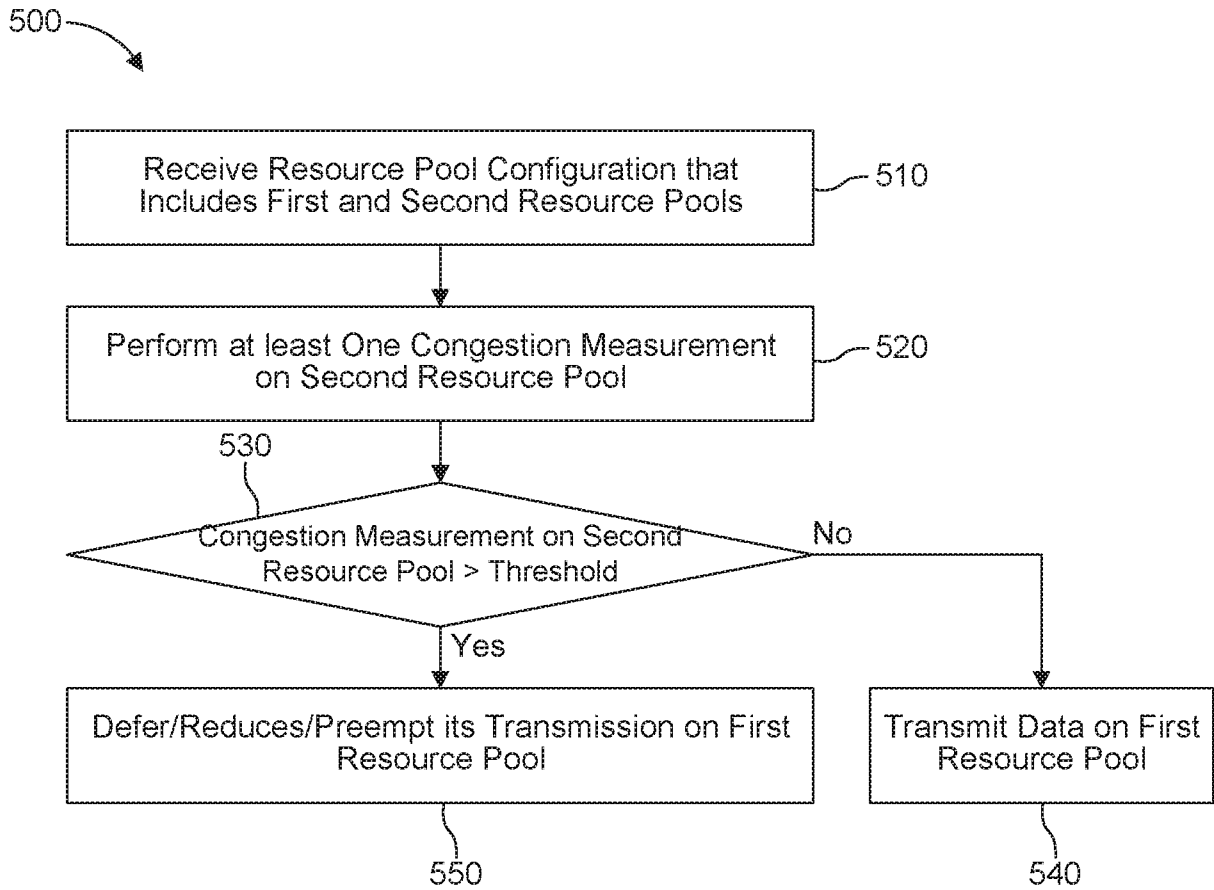 500
Receive Resource Pool Configuration that
Includes First and Second Resource Pools
510
Perform at least One Congestion Measurement
on Second Resource Pool
520
530
Congestion Measurement on Second
Resource Pool > Threshold
No
Yes
Defer/Reduces/Preempt its Transmission on First
Resource Pool
Transmit Data on First
Resource Pool
550
540